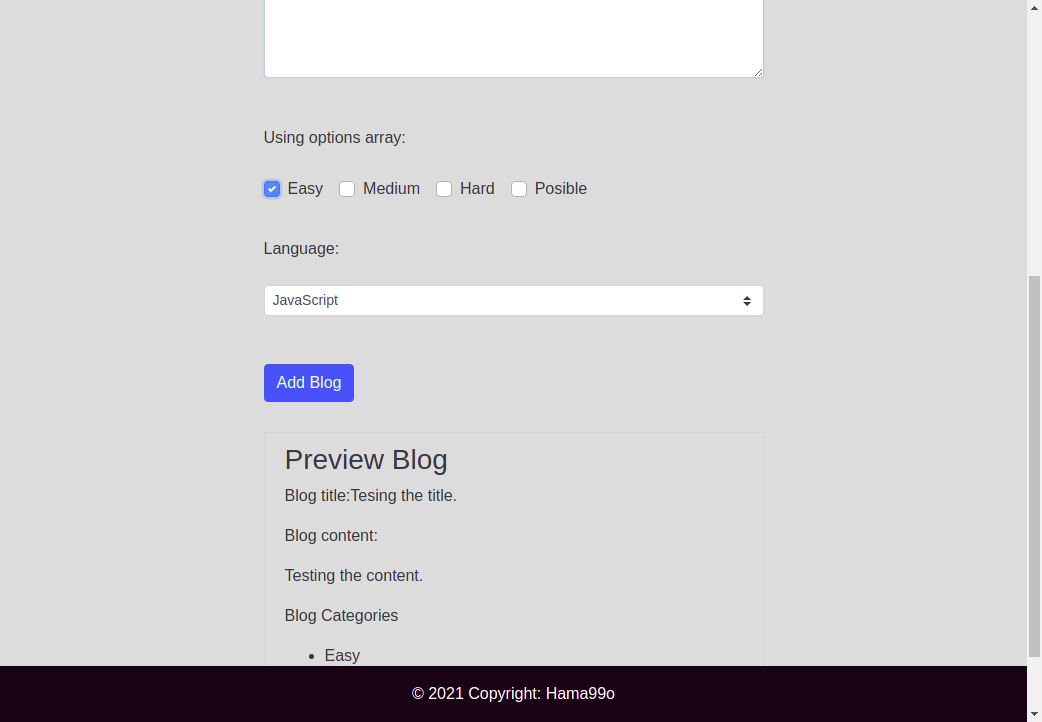 Using options array:
Easy Medium Hard Posible
Language:
JavaScript
Add Blog
Preview Blog
Blog title:Tesing the title.
Blog content:
Testing the content.
Blog Categories
• Easy
© 2021 Copyright: Hama99o